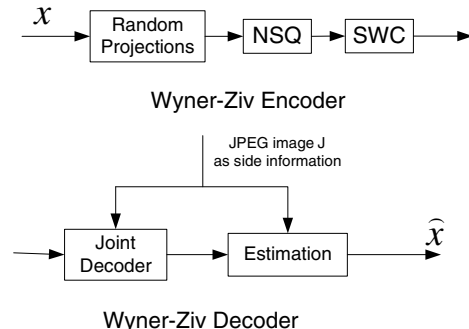 x
Random
Projections
NSQ
SWC
Wyner-Ziv Encoder
JPEG image J
as side information
Joint
Decoder
Estimation
x̂
Wyner-Ziv Decoder